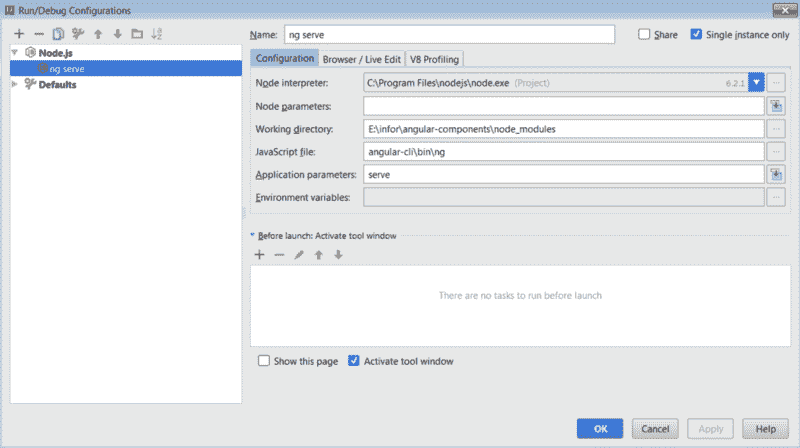 Run/Debug Configurations
Name: ng serve
Share
Single instance only
Node.js
ng serve
Defaults
Configuration
Browser / Live Edit
V8 Profiling
Node interpreter: C:\Program Files\nodejs\node.exe (Project) 6.2.1
Node parameters:
Working directory: E:\infor\angular-components\node_modules
JavaScript file: angular-cli\bin\ng
Application parameters: serve
Environment variables:
Before launch: Activate tool window
There are no tasks to run before launch
Show this page
Activate tool window
OK
Cancel
Apply
Help